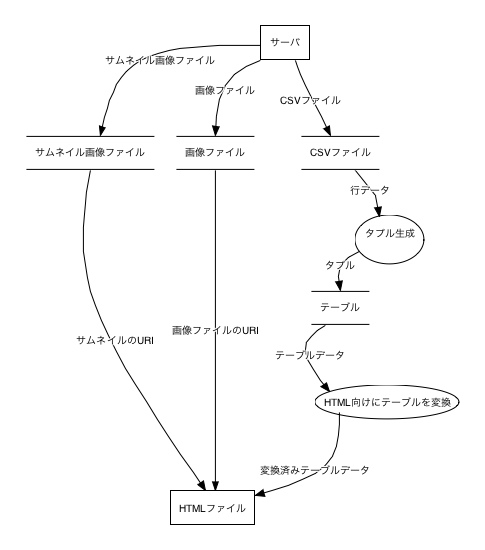 サーバ
サムネイル画像ファイル
画像ファイル
CSVファイル
サムネイル画像ファイル
画像ファイル
CSVファイル
行データ
タプル生成
タプル
テーブル
サムネイルのURI
画像ファイルのURI
テーブルデータ
HTML向けにテーブルを変換
変換済みテーブルデータ
HTMLファイル